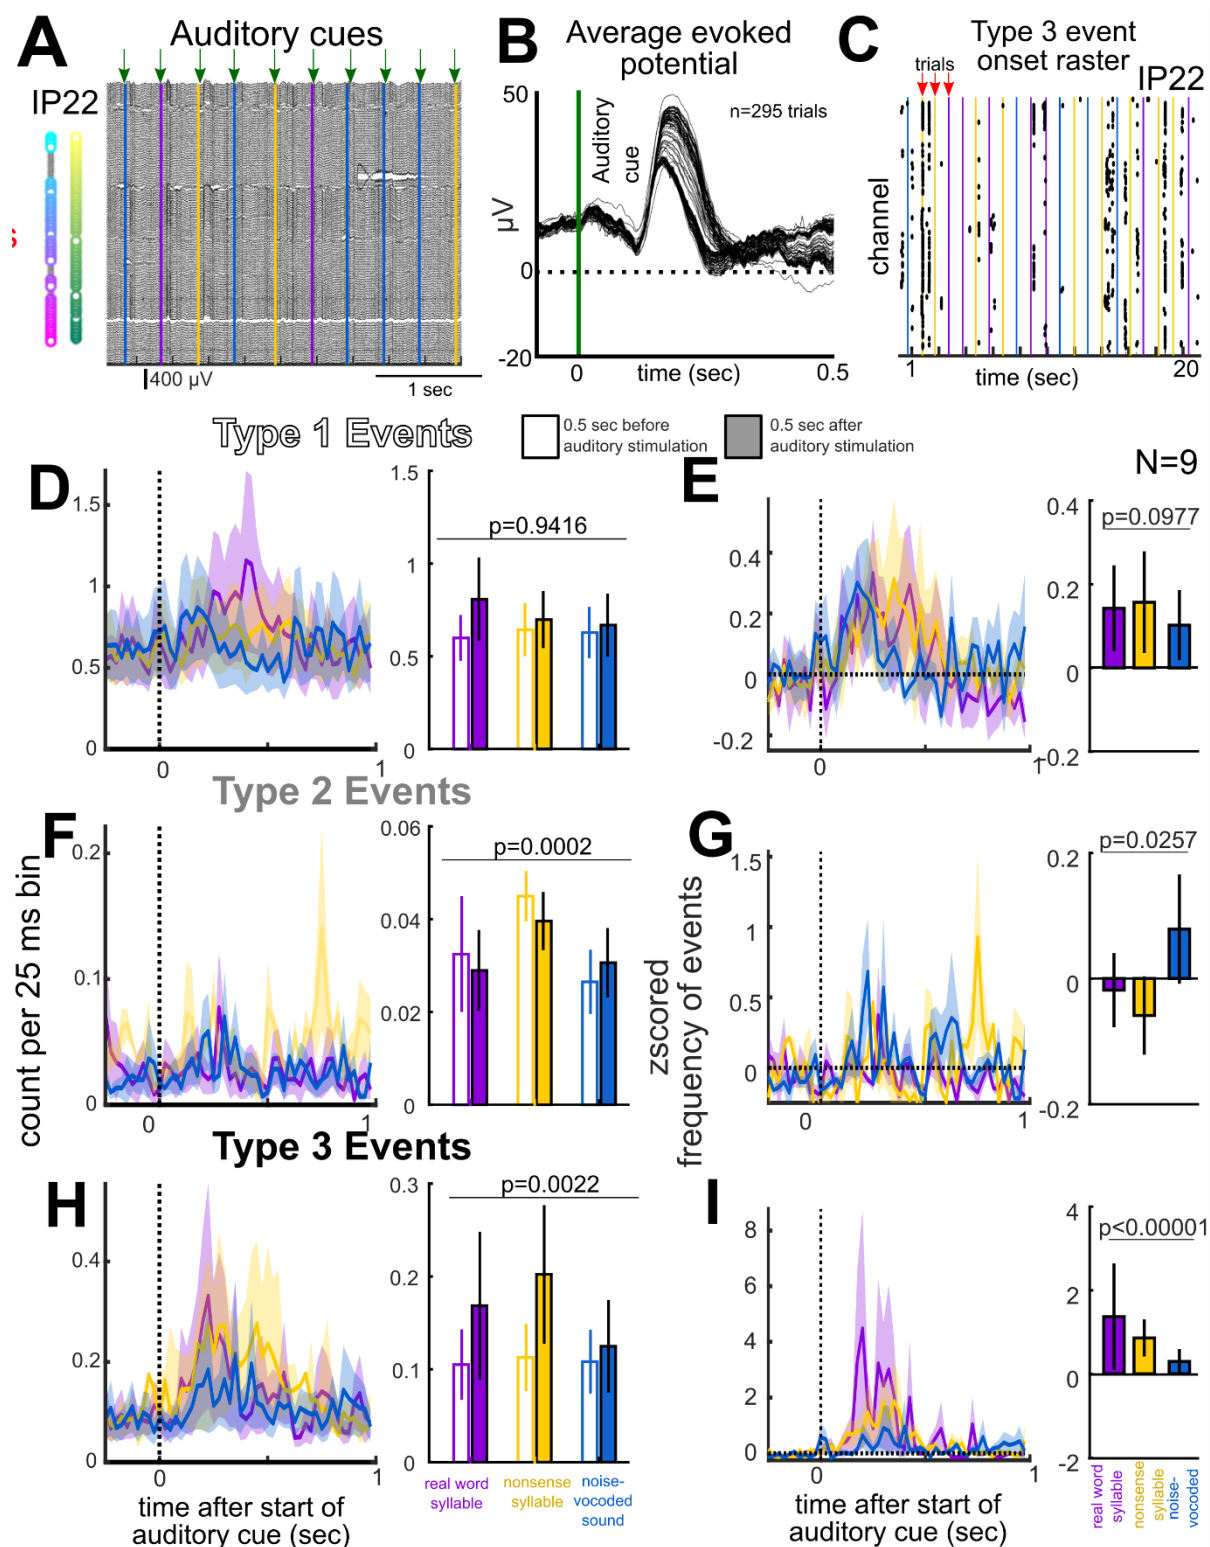 A
Auditory cues
IP22
400 µV
1 sec
B
Average evoked
potential
50
n=295 trials
Auditory
cue
µV
0
-20
0
time (sec)
0.5
C
Type 3 event
onset raster
trials
IP22
channel
1
time (sec)
20
Type 1 Events
0.5 sec before
auditory stimulation
0.5 sec after
auditory stimulation
N=9
D
1.5
1
0.5
0
0
1
1.5
p=0.9416
1
0.5
0
E
0.4
0.2
0
-0.2
0
1
0.4
p=0.0977
0.2
0
-0.2
Type 2 Events
F
0.2
0.1
0
0
1
count per 25 ms bin
0.06
p=0.0002
0.04
0.02
0
G
1.5
1
0.5
0
0
1
zscored
frequency of events
0.2
p=0.0257
0
-0.2
Type 3 Events
H
0.4
0.2
0
0
1
time after start of
auditory cue (sec)
0.3
p=0.0022
0.2
0.1
0
real word
syllable
nonsense
syllable
noise-
vocoded
sound
I
8
6
4
2
0
0
1
time after start of
auditory cue (sec)
4
p<0.00001
2
0
-2
real word
syllable
nonsense
syllable
noise-
vocoded